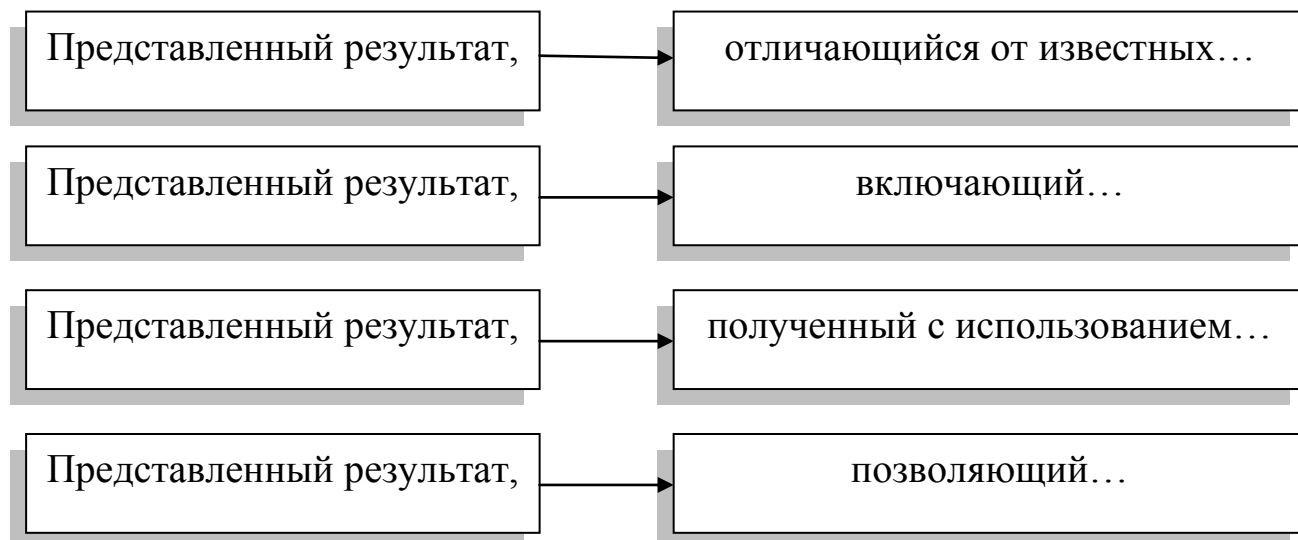 Представленный результат,
отличающийся от известных…
Представленный результат,
включающий…
Представленный результат,
полученный с использованием…
Представленный результат,
позволяющий…